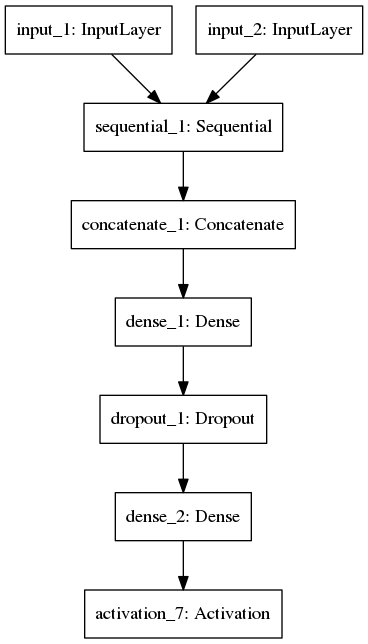 input_1: InputLayer
input_2: InputLayer
sequential_1: Sequential
concatenate_1: Concatenate
dense_1: Dense
dropout_1: Dropout
dense_2: Dense
activation_7: Activation